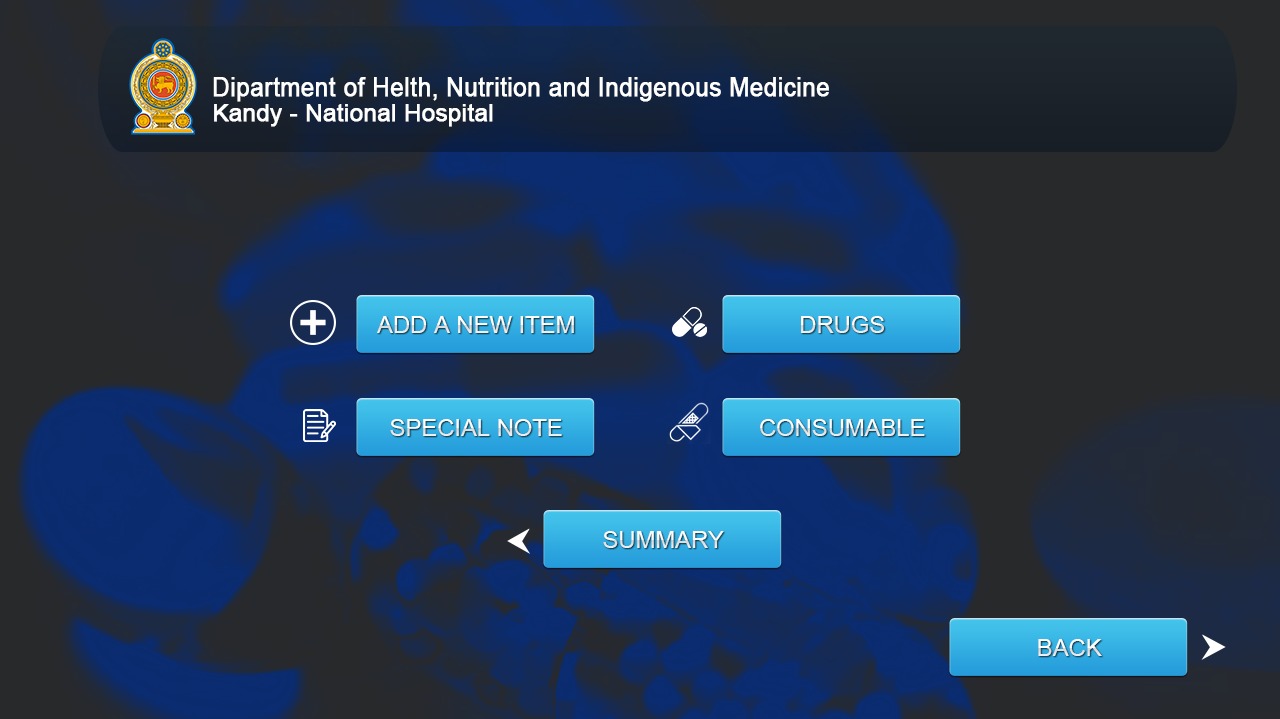 Dipartment of Helth, Nutrition and Indigenous Medicine
Kandy - National Hospital
ADD A NEW ITEM
DRUGS
SPECIAL NOTE
CONSUMABLE
SUMMARY
BACK